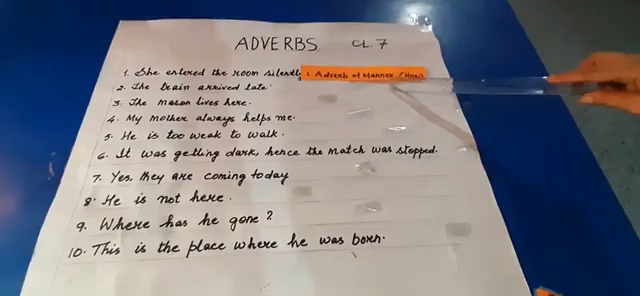 ADVERBS CL. 7
1. She entered the room silently 1. Adverb of Manner (How)
2. The train arrived late.
3. The mason lives here.
4. My mother always helps me.
5. He is too weak to walk.
6. It was getting dark, hence the match was stopped.
7. Yes, they are coming today
8. He is not here.
9. Where has he gone?
10. This is the place where he was born.